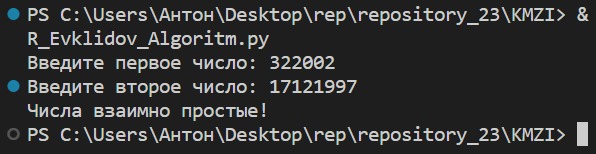 PS C:\Users\Антон\Desktop\rep\repository_23\KMZI> &
R_Evklidov_Algoritm.py
Введите первое число: 322002
Введите второе число: 17121997
Числа взаимно простые!
PS C:\Users\Антон\Desktop\rep\repository_23\KMZI>